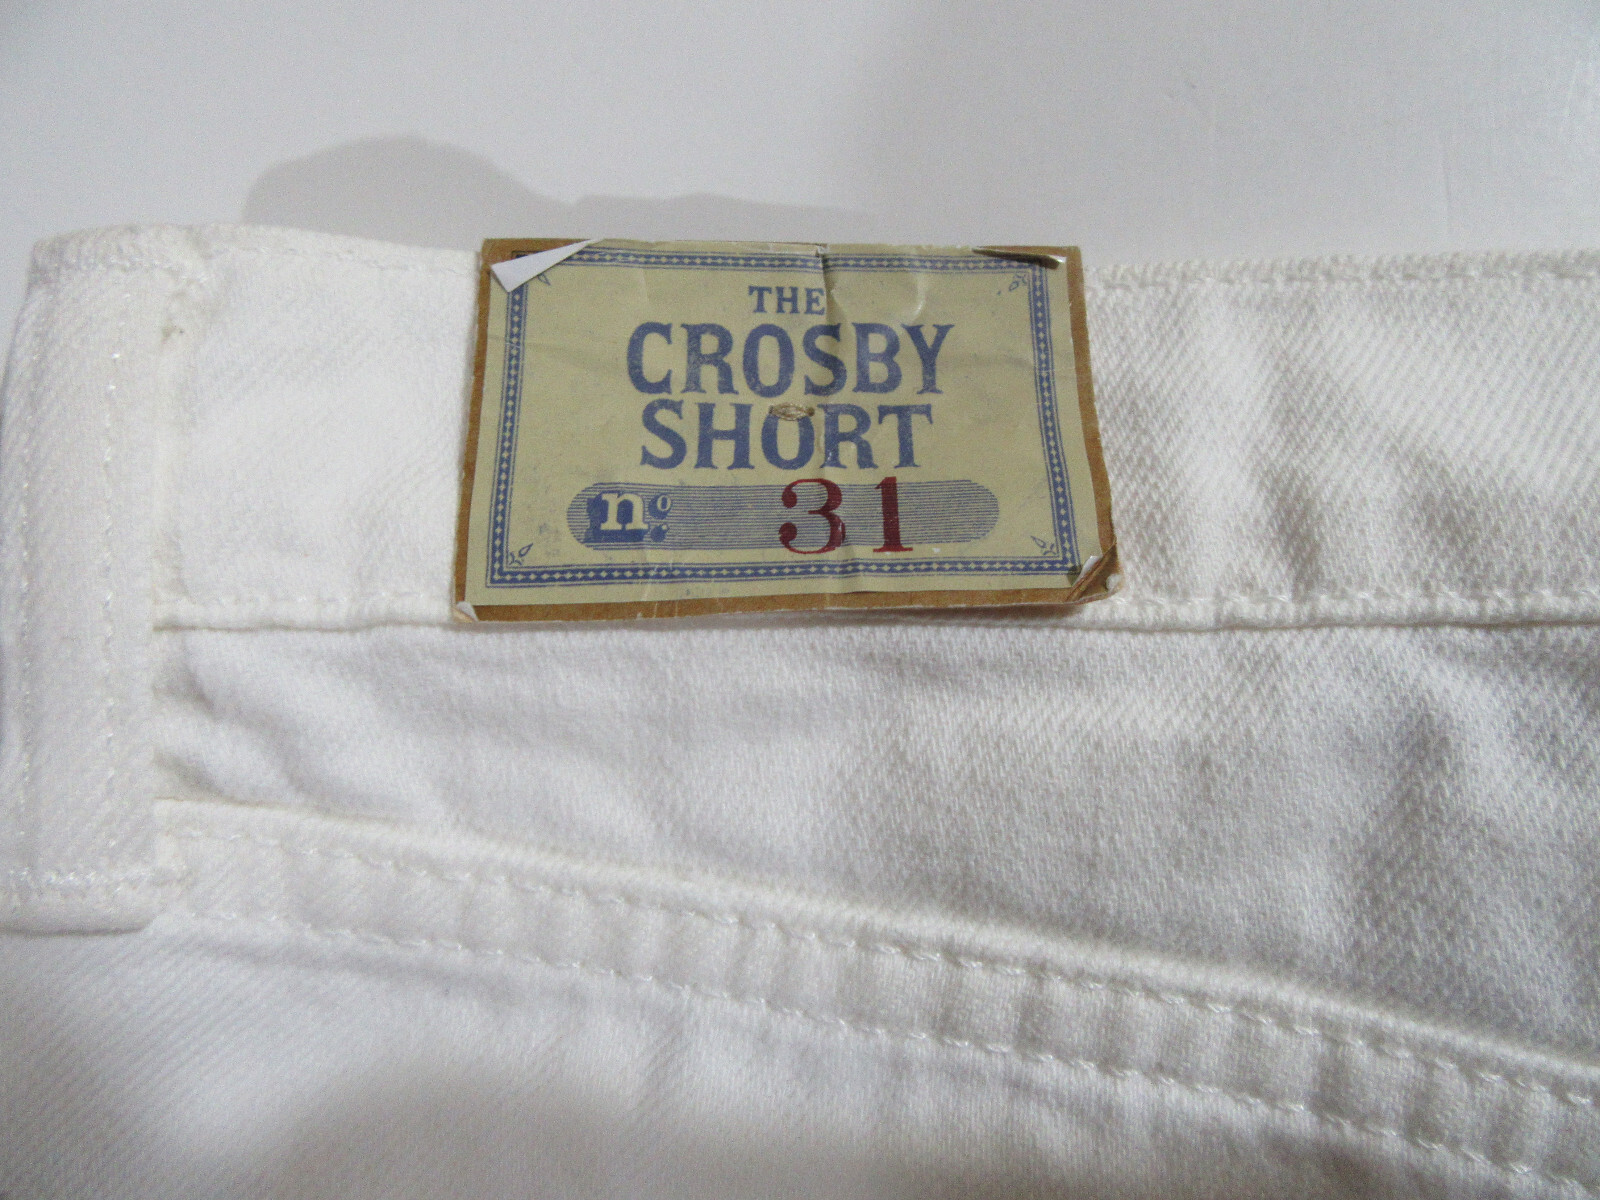 THE
CROSBY
SHORT
nº: 31